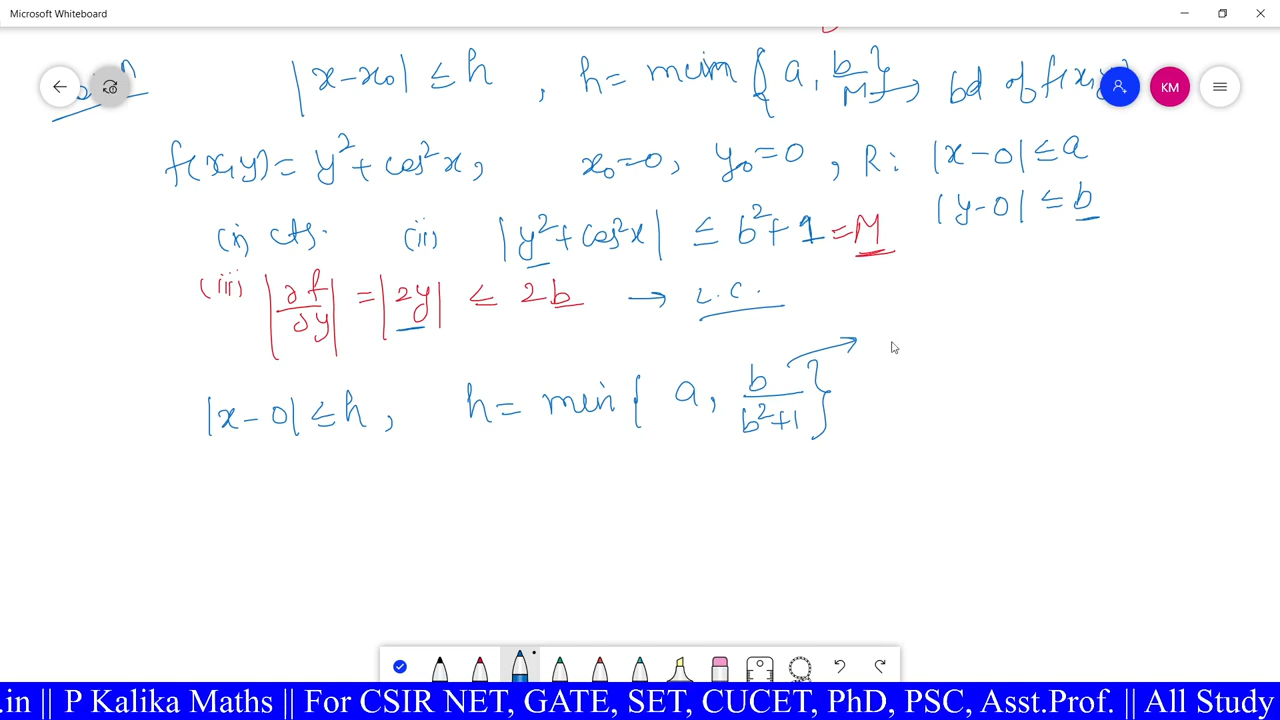 Microsoft Whiteboard
|x-x₀| ≤ h , h = min { a, b/M } → bd of f(x,y)
KM
f(x,y) = y² + cos²x, x₀=0, y₀=0, R: |x-0| ≤ a
|y-0| ≤ b
(i) cts. (ii) |y²+cos²x| ≤ b²+1 = M
(iii) |∂f/∂y| = |2y| ≤ 2b → L.C.
|x-0| ≤ h, h = min { a, b/(b²+1) } →
.in || P Kalika Maths || For CSIR NET, GATE, SET, CUCET, PhD, PSC, Asst.Prof. || All Study